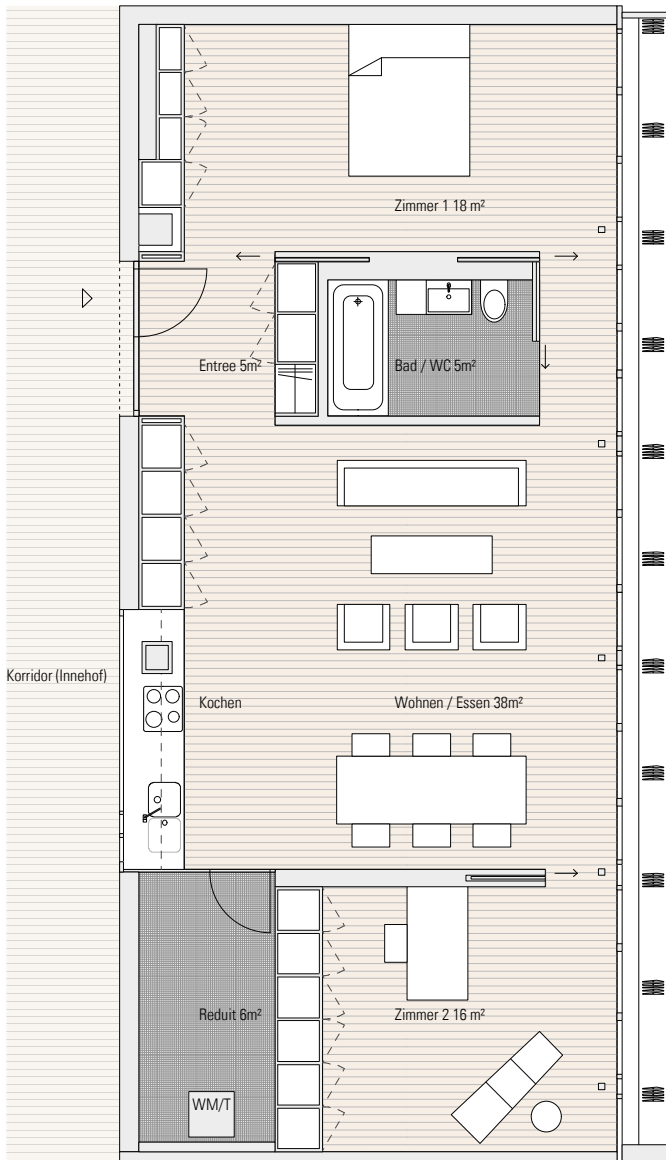 Zimmer 1 18 m²
Entree 5m²
Bad / WC 5m²
Korridor (Innehof)
Kochen
Wohnen / Essen 38m²
Reduit 6m²
Zimmer 2 16 m²
WM/T